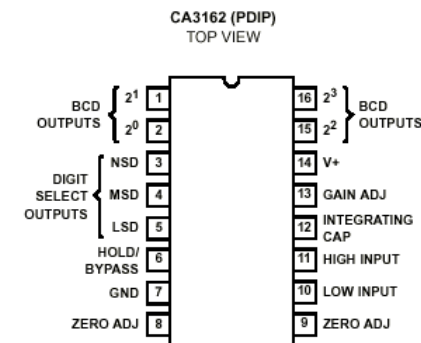 CA3162 (PDIP)
TOP VIEW
BCD
OUTPUTS
2¹ 1
2⁰ 2
DIGIT
SELECT
OUTPUTS
NSD 3
MSD 4
LSD 5
HOLD/
BYPASS 6
GND 7
ZERO ADJ 8
16 2³
15 2²
BCD
OUTPUTS
14 V+
13 GAIN ADJ
12 INTEGRATING
CAP
11 HIGH INPUT
10 LOW INPUT
9 ZERO ADJ